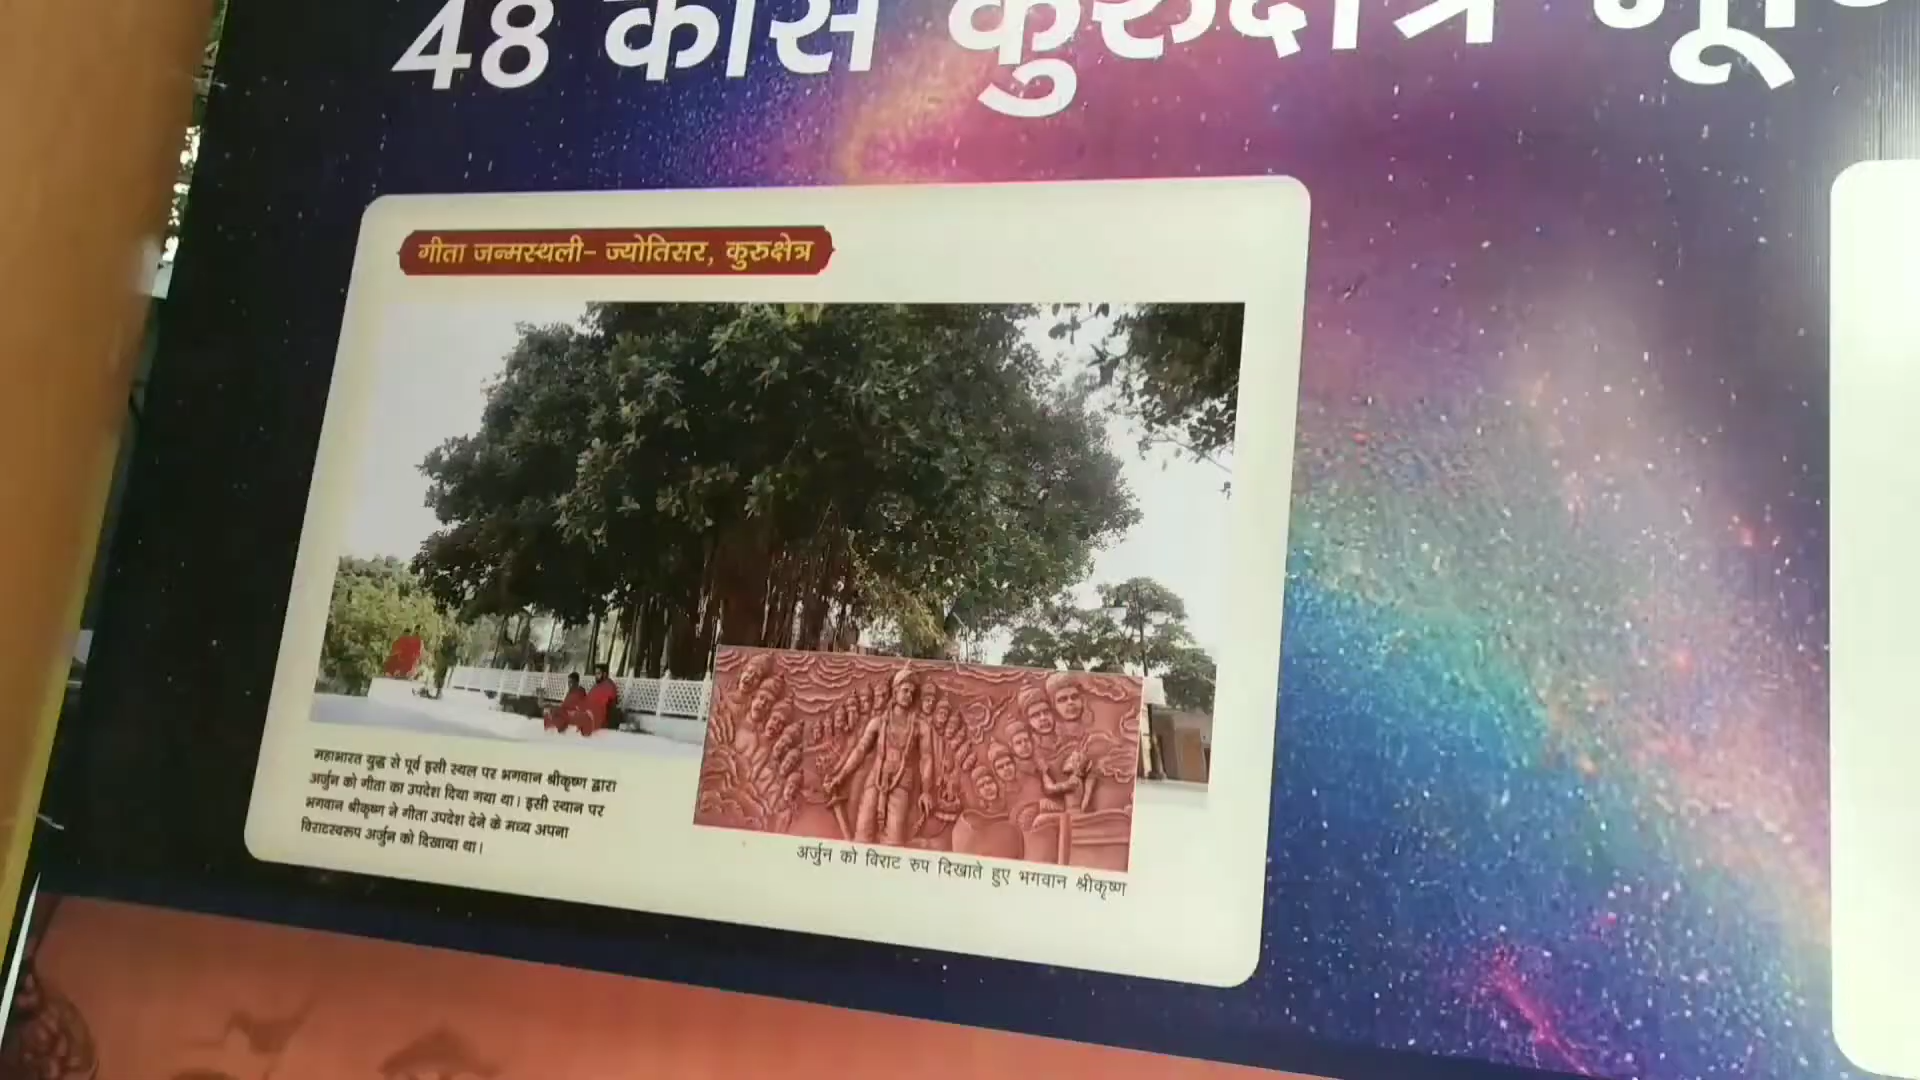 48 कोस कुरुक्षेत्र
गीता जन्मस्थली- ज्योतिसर, कुरुक्षेत्र
महाभारत युद्ध से पूर्व इसी स्थल पर भगवान श्रीकृष्ण द्वारा
अर्जुन को गीता का उपदेश दिया गया था। इसी स्थान पर
भगवान श्रीकृष्ण ने गीता उपदेश देने के मध्य अपना
विराटस्वरूप अर्जुन को दिखाया था।
अर्जुन को विराट रुप दिखाते हुए भगवान श्रीकृष्ण